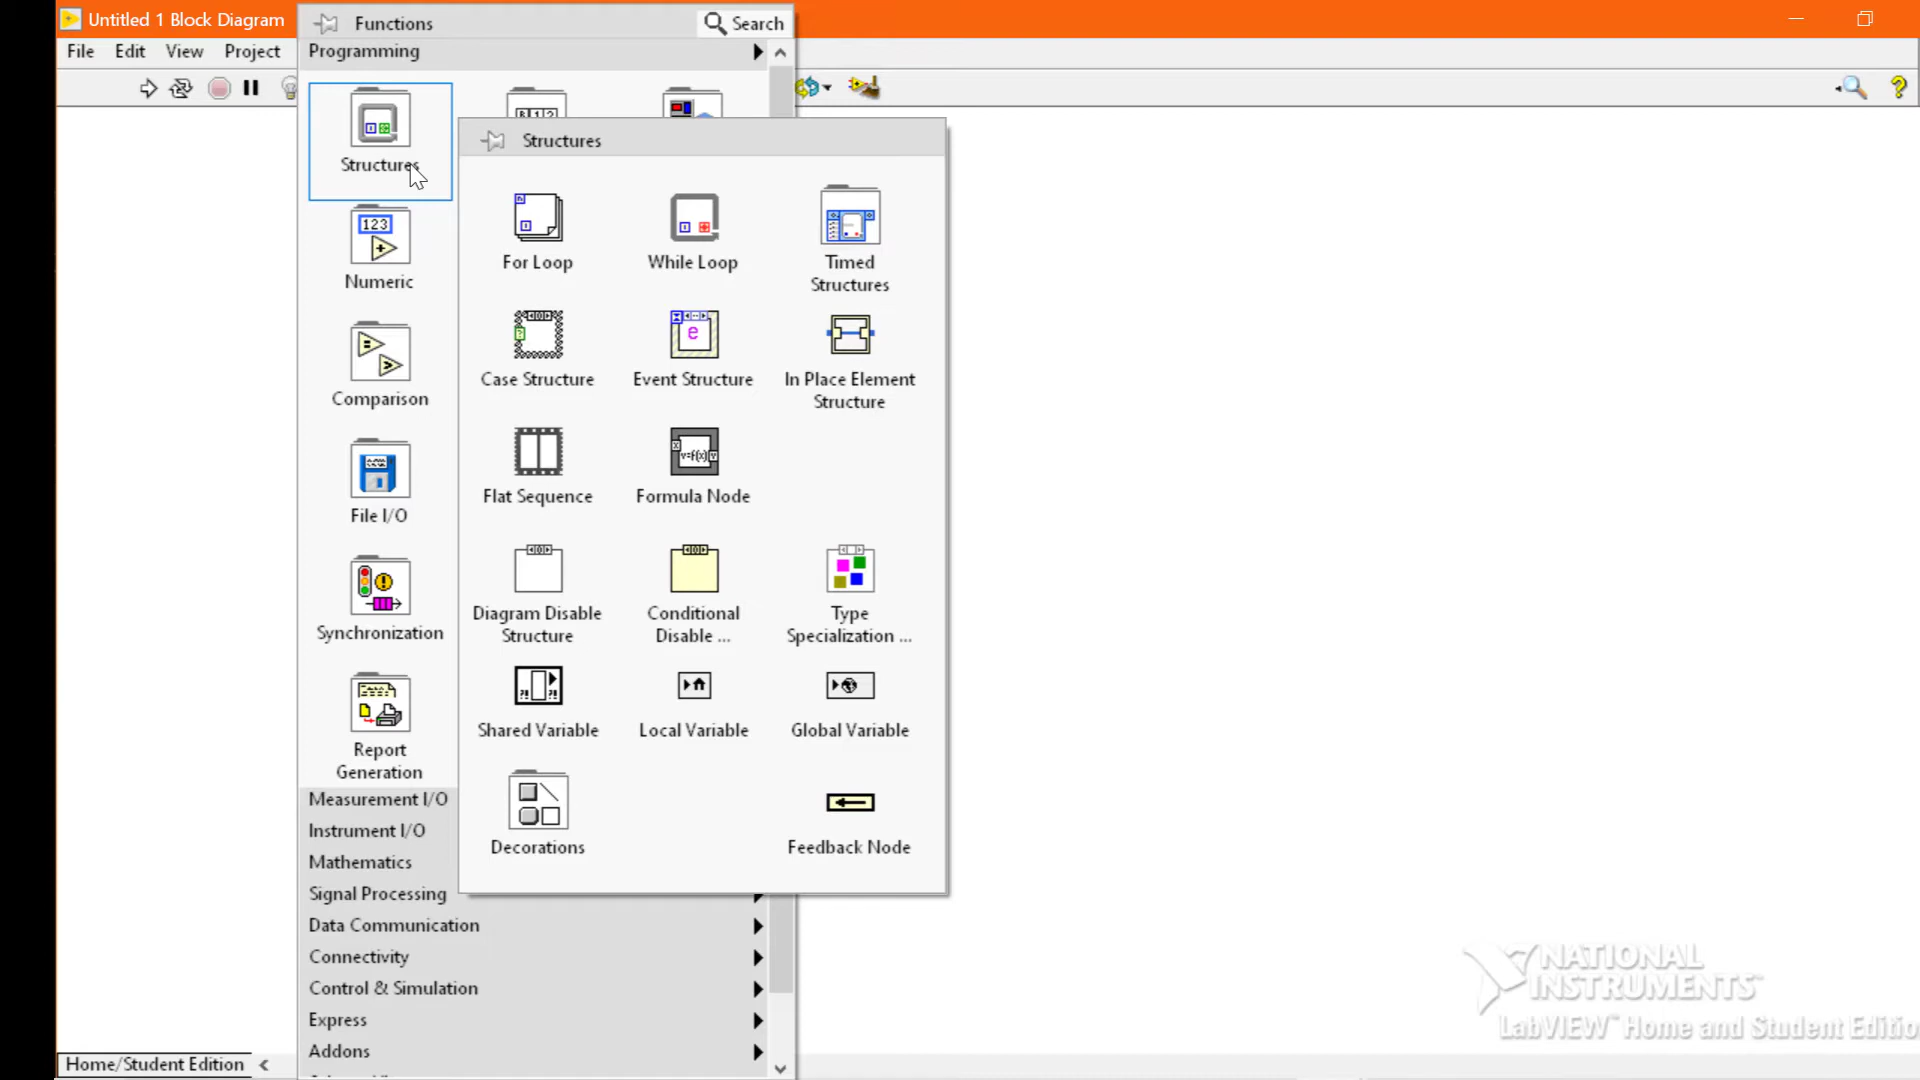 Untitled 1 Block Diagram
File Edit View Project
Functions
Search
Programming
Structures
Numeric
Comparison
File I/O
Synchronization
Report
Generation
Measurement I/O
Instrument I/O
Mathematics
Signal Processing
Data Communication
Connectivity
Control & Simulation
Express
Addons
Structures
For Loop
While Loop
Timed
Structures
Case Structure
Event Structure
In Place Element
Structure
Flat Sequence
Formula Node
Diagram Disable
Structure
Conditional
Disable ...
Type
Specialization ...
Shared Variable
Local Variable
Global Variable
Decorations
Feedback Node
NATIONAL
INSTRUMENTS™
LabVIEW™ Home and Student Editio
Home/Student Edition